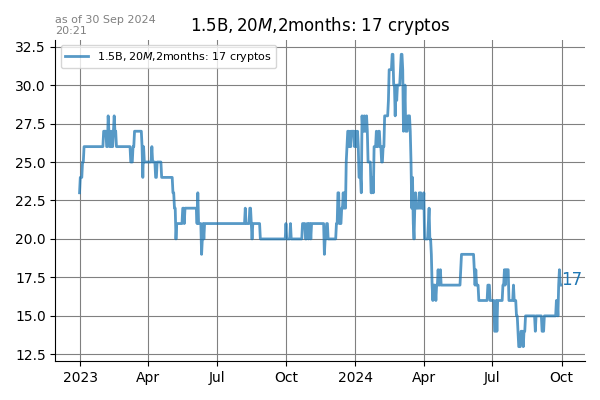 as of 30 Sep 2024
20:21
1.5B, 20M,2months: 17 cryptos
1.5B, 20M,2months: 17 cryptos
32.5
30.0
27.5
25.0
22.5
20.0
17.5
15.0
12.5
17
2023
Apr
Jul
Oct
2024
Apr
Jul
Oct